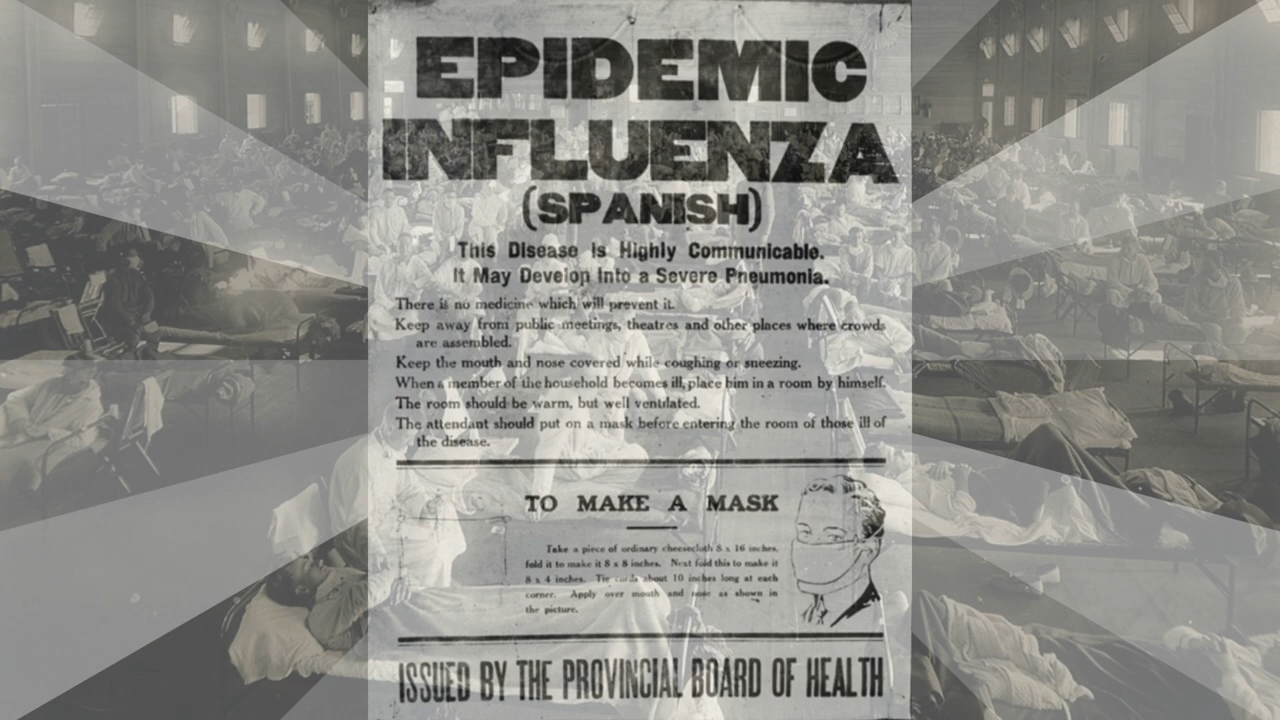 EPIDEMIC
INFLUENZA
(SPANISH)
This Disease is Highly Communicable.
It May Develop Into a Severe Pneumonia.
There is no medicine which will prevent it.
Keep away from public meetings, theatres and other places where crowds
are assembled.
Keep the mouth and nose covered while coughing or sneezing.
When a member of the household becomes ill, place him in a room by himself.
The room should be warm, but well ventilated.
The attendant should put on a mask before entering the room of those ill of
the disease.
TO MAKE A MASK
Take a piece of ordinary cheesecloth 8 x 16 inches,
fold it to make it 8 x 8 inches. Next fold this to make it
8 x 4 inches. Tie cords about 10 inches long at each
corner. Apply over mouth and nose as shown in
the picture.
ISSUED BY THE PROVINCIAL BOARD OF HEALTH